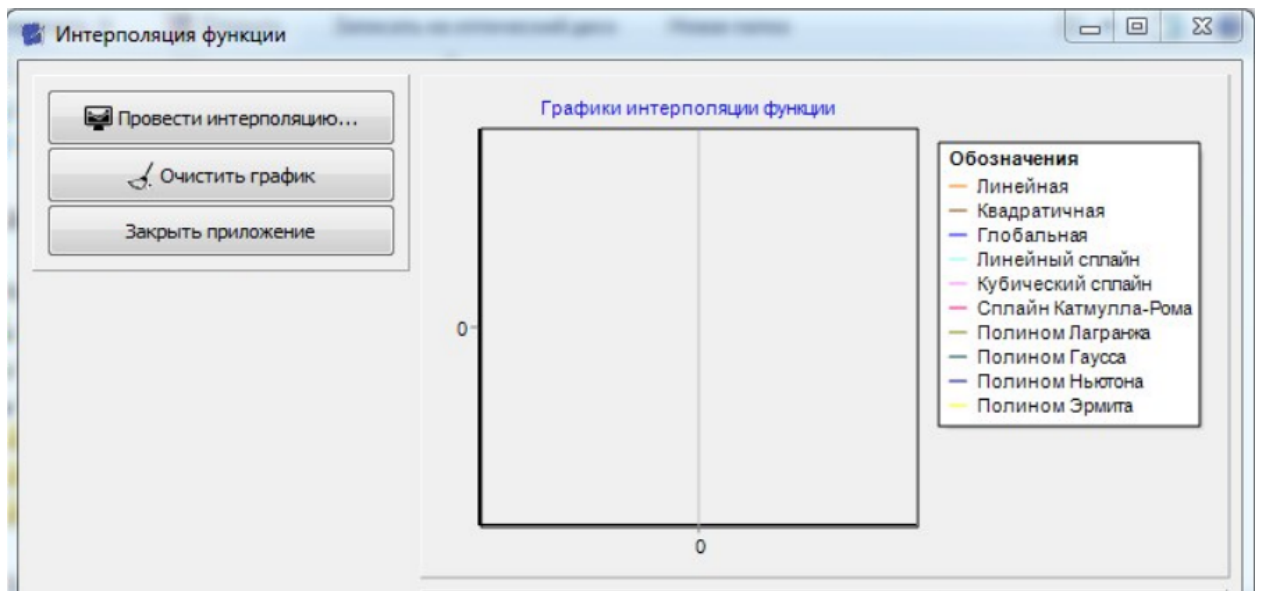 Интерполяция функции
Провести интерполяцию...
Очистить график
Закрыть приложение
Графики интерполяции функции
0
0
Обозначения
Линейная
Квадратичная
Глобальная
Линейный сплайн
Кубический сплайн
Сплайн Катмулла-Рома
Полином Лагранжа
Полином Гаусса
Полином Ньютона
Полином Эрмита